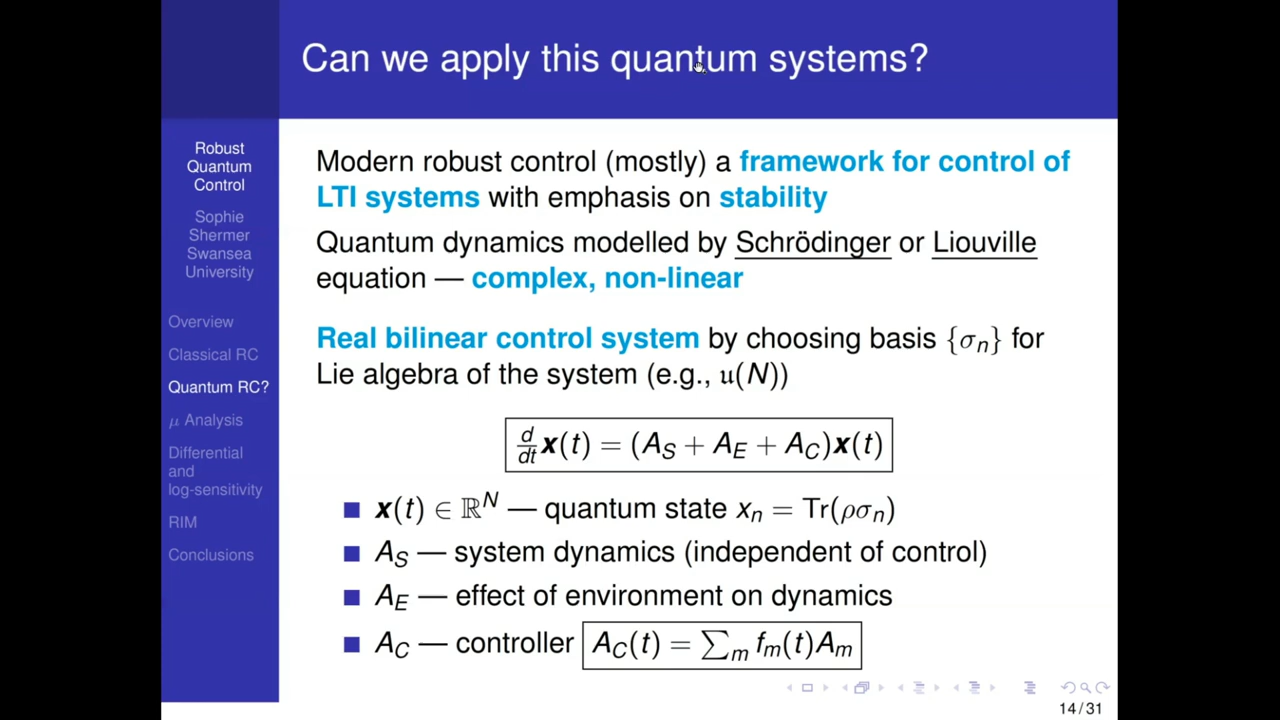 Can we apply this quantum systems?
Robust
Quantum
Control
Sophie
Shermer
Swansea
University
Overview
Classical RC
Quantum RC?
μ Analysis
Differential
and
log-sensitivity
RIM
Conclusions
Modern robust control (mostly) a framework for control of
LTI systems with emphasis on stability
Quantum dynamics modelled by Schrödinger or Liouville
equation — complex, non-linear
Real bilinear control system by choosing basis {σₙ} for
Lie algebra of the system (e.g., 𝔲(N))
d/dt x(t) = (A_S + A_E + A_C)x(t)
x(t) ∈ ℝ^N — quantum state xₙ = Tr(ρσₙ)
A_S — system dynamics (independent of control)
A_E — effect of environment on dynamics
A_C — controller A_C(t) = ∑_m f_m(t)A_m
14/31